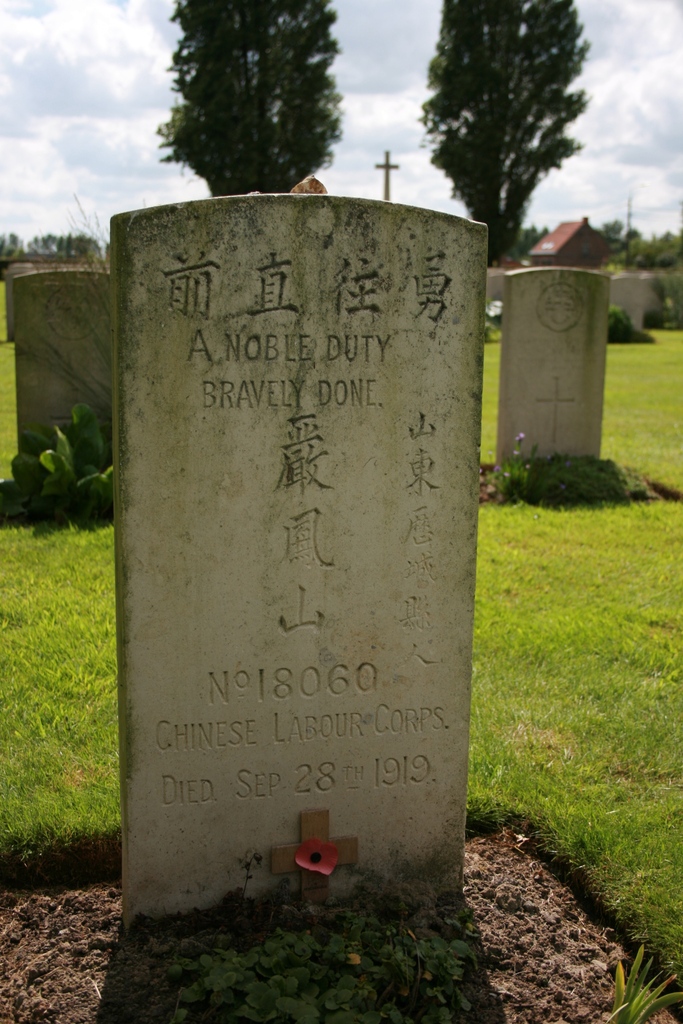 勇往直前
A NOBLE DUTY
BRAVELY DONE.
山東歷城縣人
嚴鳳山
No 18060
CHINESE LABOUR CORPS.
DIED SEP 28TH 1919.